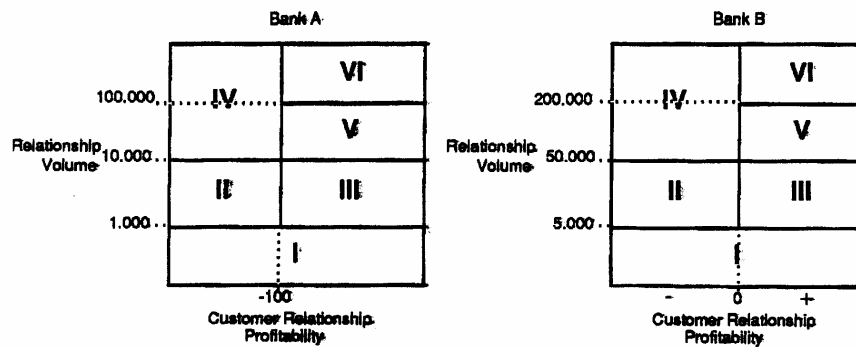 Bank A
VI
IV
100.000
V
Relationship
Volume
10.000
II
III
1.000
I
-100
Customer Relationship
Profitability
Bank B
VI
IV
200.000
V
Relationship
Volume
50.000
II
III
5.000
I
- 0 +
Customer Relationship
Profitability